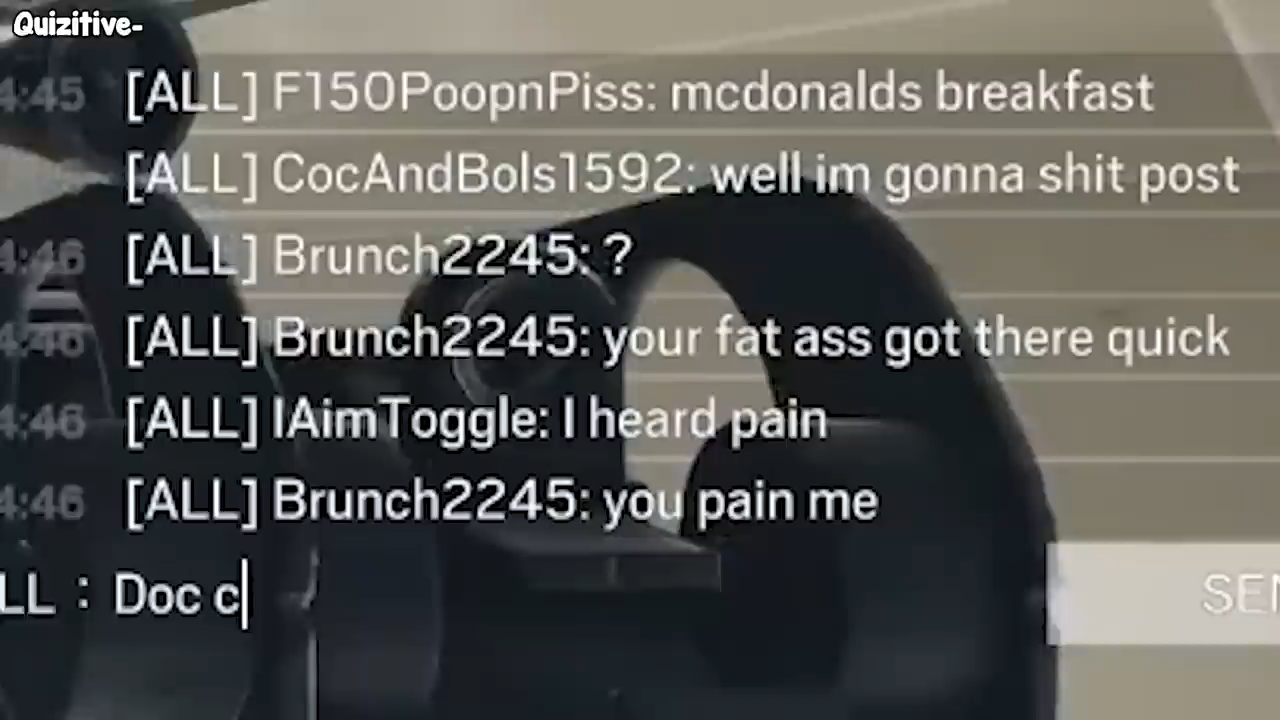 Quizitive-
4:45 [ALL] F150PoopnPiss: mcdonalds breakfast
[ALL] CocAndBols1592: well im gonna shit post
4:46 [ALL] Brunch2245: ?
4:46 [ALL] Brunch2245: your fat ass got there quick
4:46 [ALL] IAimToggle: I heard pain
4:46 [ALL] Brunch2245: you pain me
LL : Doc c
SEN